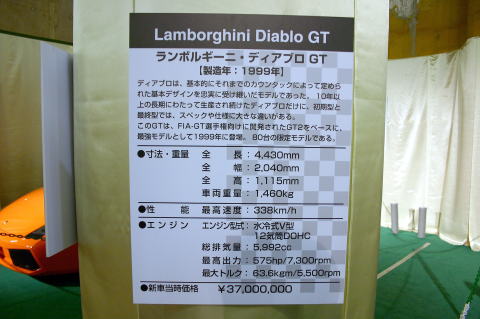 Lamborghini Diablo GT
ランボルギーニ・ディアブロ GT
【製造年：1999年】
ディアブロは、基本的にそれまでのカウンタックによって定められた基本デザインを忠実に受け継いだモデルであった。10年以
上の長期にわたって生産され続けたディアブロだけに、初期型と
最終型では、スペックや仕様に大きな違いがある。
このGTは、FIA-GT選手権向けに開発されたGT2をベースに、
最強モデルとして1999年に登場。80台の限定モデルである。
●寸法・重量 全 長：4,430mm
全 幅：2,040mm
全 高：1,115mm
車両重量：1,460kg
●性 能 最高速度：338km/h
●エンジン エンジン型式：水冷式V型
12気筒DOHC
総排気量：5,992cc
最高出力：575hp/7,300rpm
最大トルク：63.6kgm/5,500rpm
●新車当時価格 ￥37,000,000